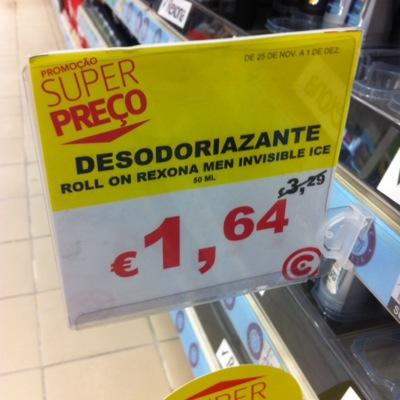 PROMOÇÃO
SUPER
PREÇO
DE 25 DE NOV. A 1 DE DEZ.
DESODORIAZANTE
ROLL ON REXONA MEN INVISIBLE ICE
50 ML
€3,29
€1,64
C
SUPER